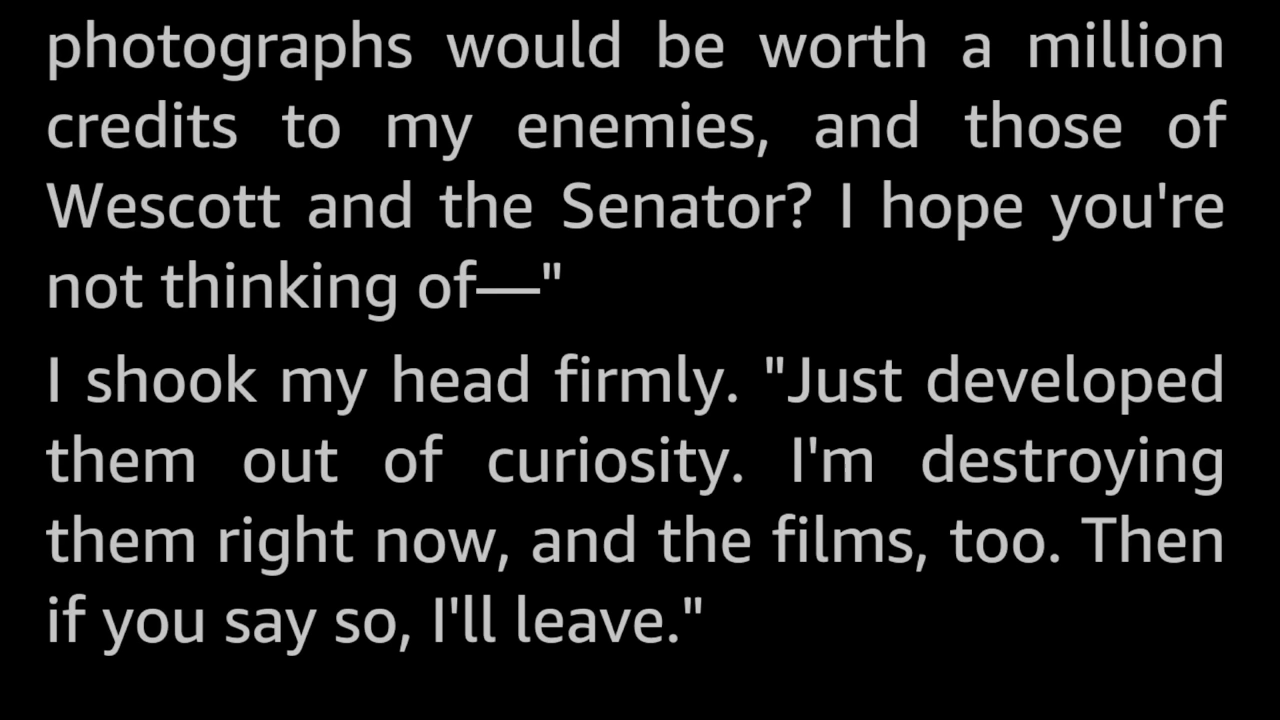 photographs would be worth a million
credits to my enemies, and those of
Wescott and the Senator? I hope you're
not thinking of—"
I shook my head firmly. "Just developed
them out of curiosity. I'm destroying
them right now, and the films, too. Then
if you say so, I'll leave."